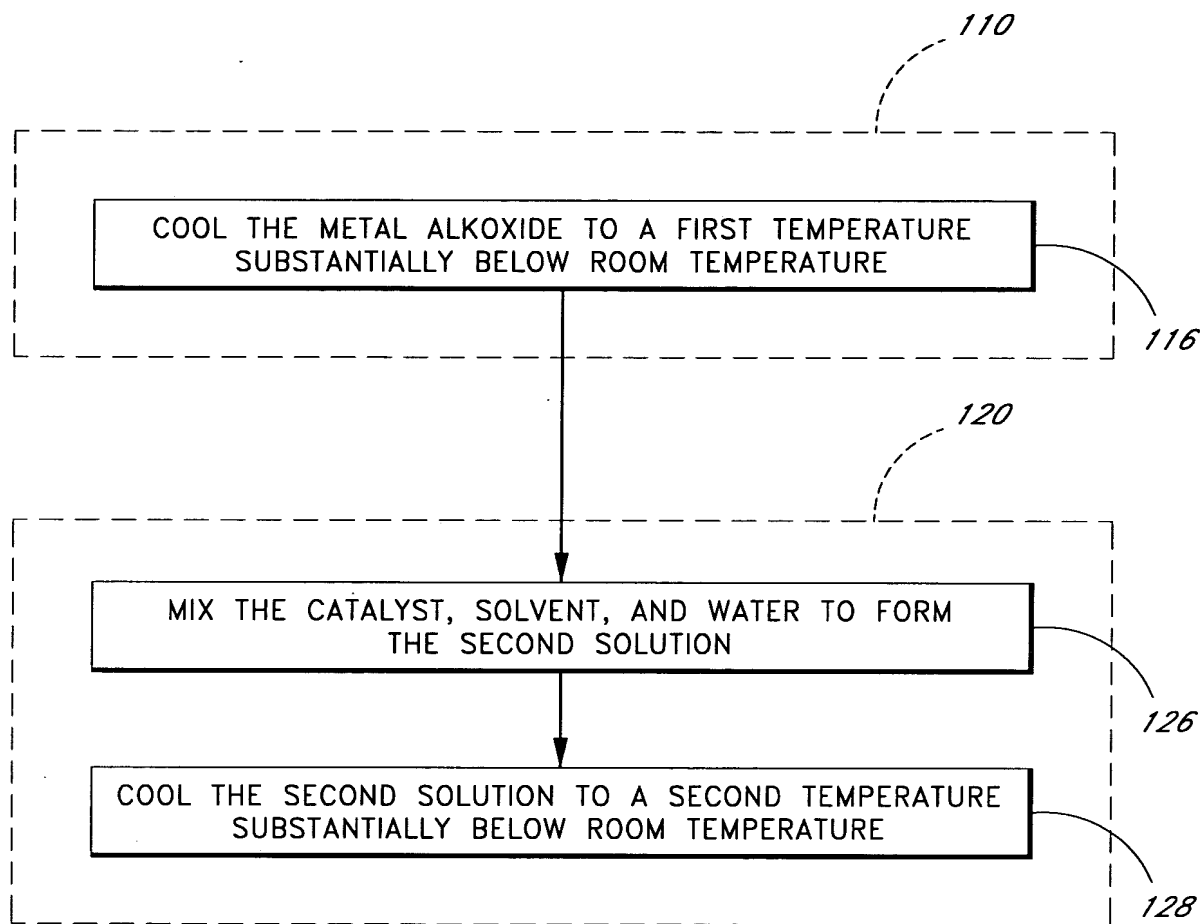 110
COOL THE METAL ALKOXIDE TO A FIRST TEMPERATURE
SUBSTANTIALLY BELOW ROOM TEMPERATURE
116
120
MIX THE CATALYST, SOLVENT, AND WATER TO FORM
THE SECOND SOLUTION
126
COOL THE SECOND SOLUTION TO A SECOND TEMPERATURE
SUBSTANTIALLY BELOW ROOM TEMPERATURE
128